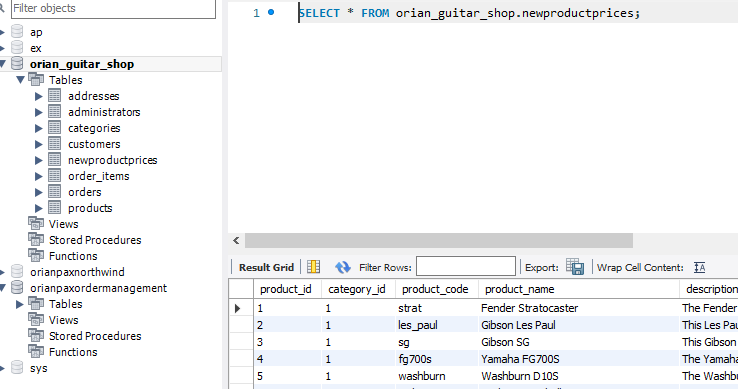 Filter objects
ap
ex
orian_guitar_shop
Tables
addresses
administrators
categories
customers
newproductprices
order_items
orders
products
Views
Stored Procedures
Functions
orianpaxnorthwind
orianpaxordermanagement
Tables
Views
Stored Procedures
Functions
sys
1 SELECT * FROM orian_guitar_shop.newproductprices;
Result Grid Filter Rows: Export: Wrap Cell Content:
product_id category_id product_code product_name description
1 1 strat Fender Stratocaster The Fender
2 1 les_paul Gibson Les Paul This Les Pau
3 1 sg Gibson SG This Gibson
4 1 fg700s Yamaha FG700S The Yamaha
5 1 washburn Washburn D10S The Washb